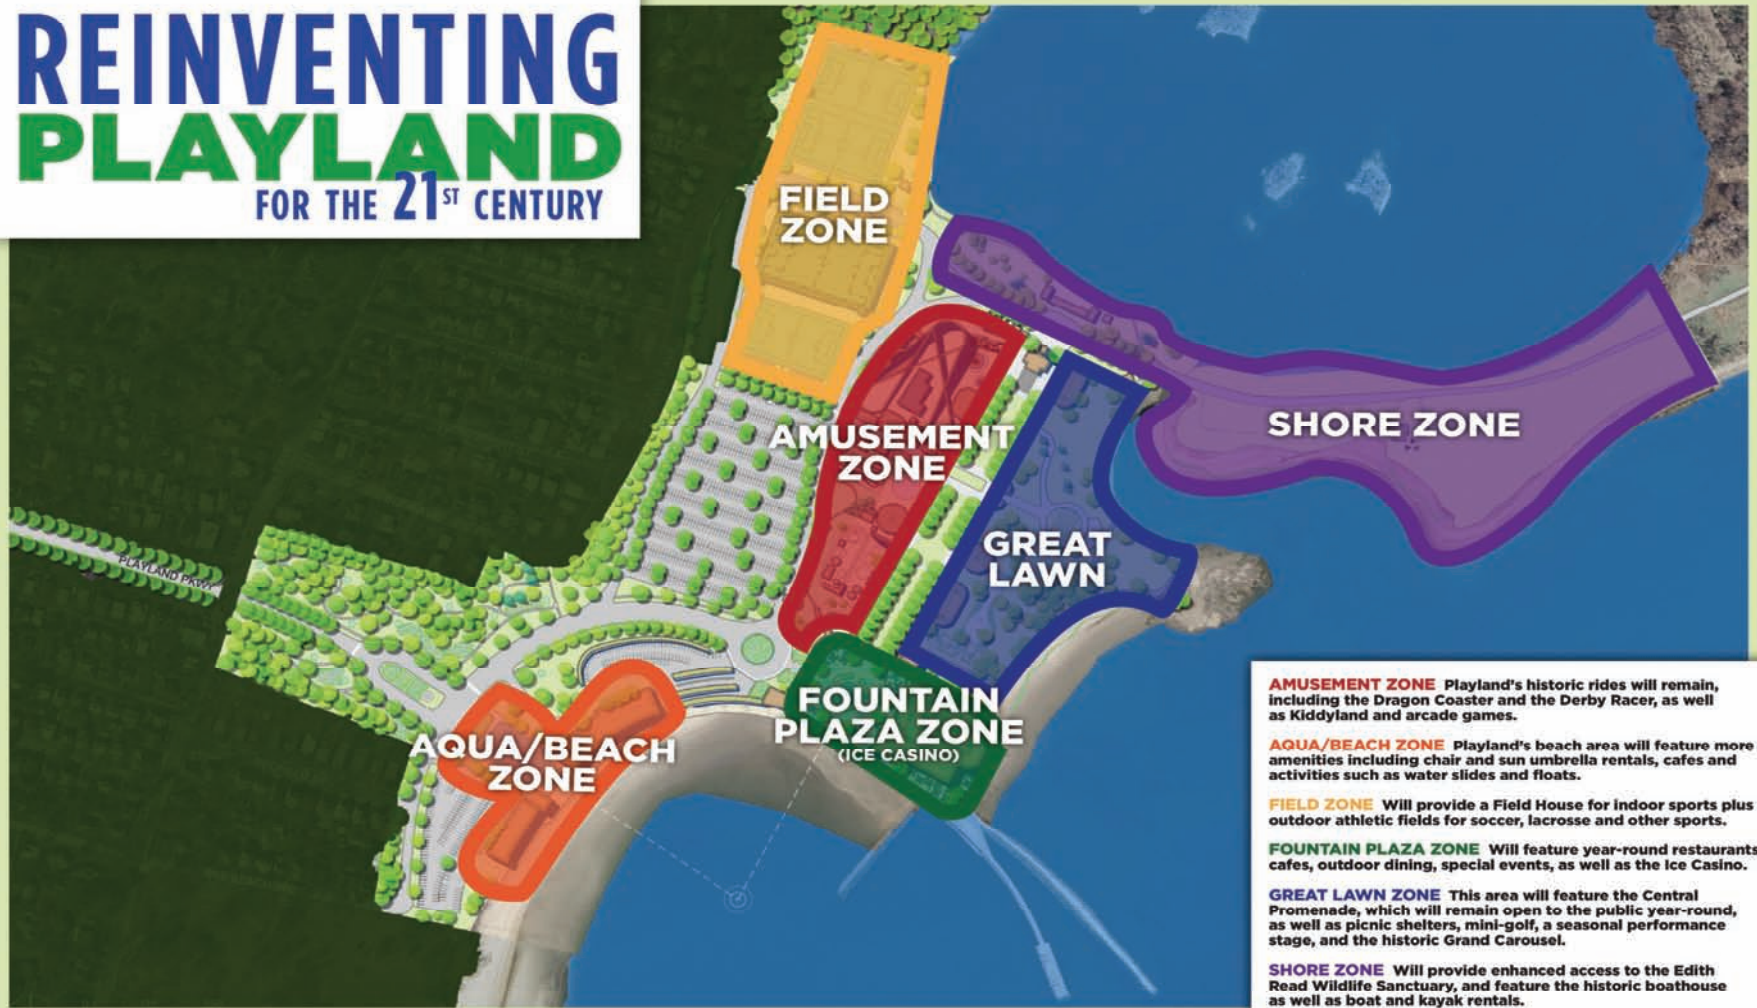 REINVENTING
PLAYLAND
FOR THE 21ST CENTURY
FIELD
ZONE
SHORE ZONE
AMUSEMENT
ZONE
GREAT
LAWN
PLAYLAND PKWY
FOUNTAIN
PLAZA ZONE
(ICE CASINO)
AQUA/BEACH
ZONE
AMUSEMENT ZONE Playland's historic rides will remain,
including the Dragon Coaster and the Derby Racer, as well
as Kiddyland and arcade games.
AQUA/BEACH ZONE Playland's beach area will feature more
amenities including chair and sun umbrella rentals, cafes and
activities such as water slides and floats.
FIELD ZONE Will provide a Field House for indoor sports plus
outdoor athletic fields for soccer, lacrosse and other sports.
FOUNTAIN PLAZA ZONE Will feature year-round restaurants
cafes, outdoor dining, special events, as well as the Ice Casino.
GREAT LAWN ZONE This area will feature the Central
Promenade, which will remain open to the public year-round,
as well as picnic shelters, mini-golf, a seasonal performance
stage, and the historic Grand Carousel.
SHORE ZONE Will provide enhanced access to the Edith
Read Wildlife Sanctuary, and feature the historic boathouse
as well as boat and kayak rentals.